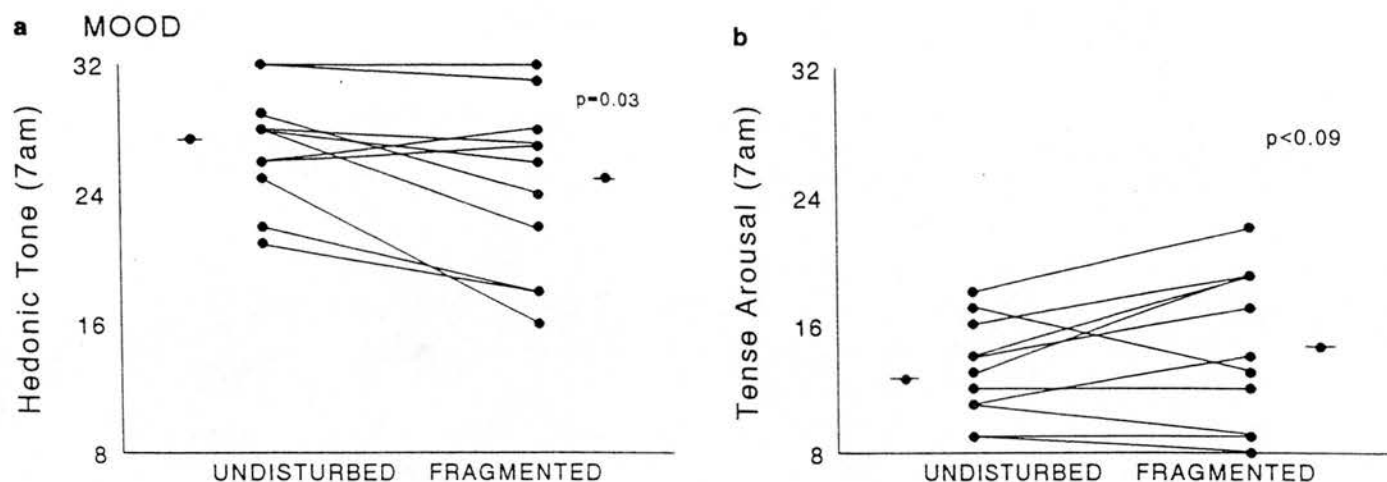 a MOOD
Hedonic Tone (7am)
32
24
16
8
p=0.03
UNDISTURBED FRAGMENTED
b
Tense Arousal (7am)
32
24
16
8
p<0.09
UNDISTURBED FRAGMENTED